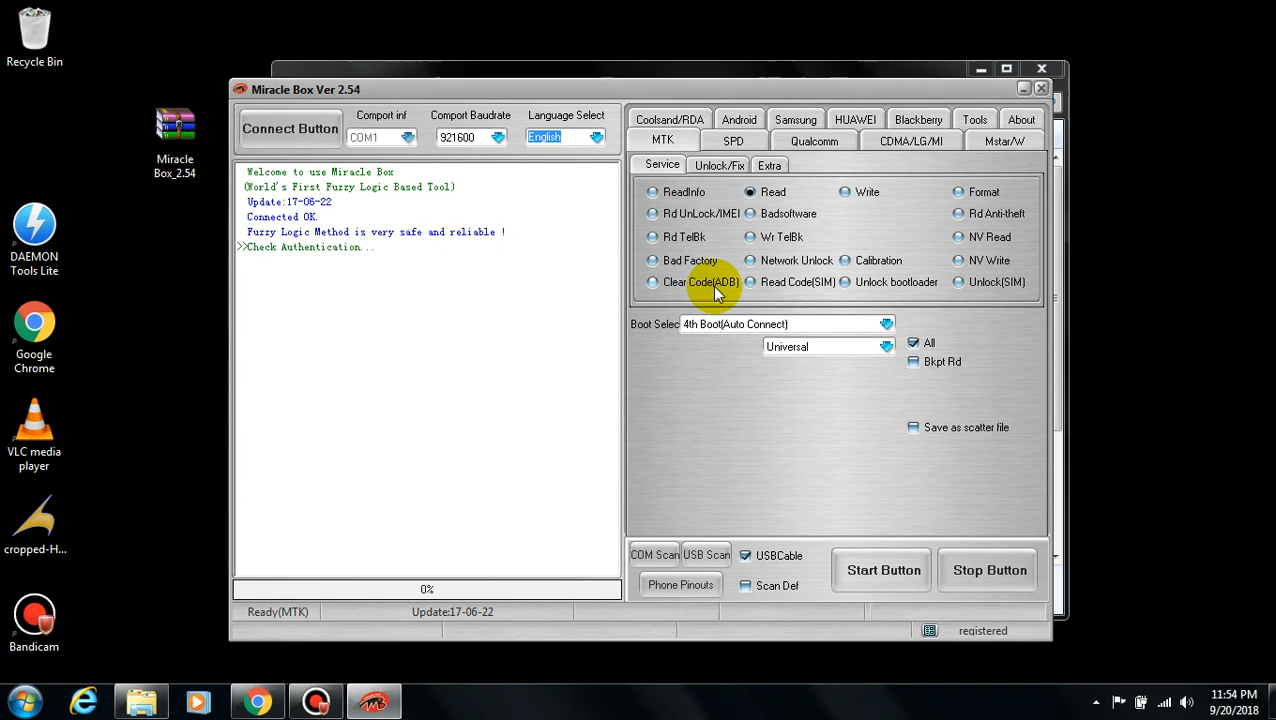 Recycle Bin
Miracle
Box_2.54
DAEMON
Tools Lite
Google
Chrome
VLC media
player
cropped-H...
Bandicam
Miracle Box Ver 2.54
Connect Button
Comport inf
COM1
Comport Baudrate
921600
Language Select
English
Welcome to use Miracle Box
(World's First Fuzzy Logic Based Tool)
Update:17-06-22
Connected OK.
Fuzzy Logic Method is very safe and reliable !
>>Check Authentication...
0%
Coolsand/RDA Android Samsung HUAWEI Blackberry Tools About
MTK SPD Qualcomm CDMA/LG/MI Mstar/W
Service Unlock/Fix Extra
ReadInfo Read Write Format
Rd UnLock/IMEI Badsoftware Rd Anti-theft
Rd TelBk Wr TelBk NV Read
Bad Factory Network Unlock Calibration NV Write
Clear Code(ADB) Read Code(SIM) Unlock bootloader Unlock(SIM)
Boot Selec 4th Boot(Auto Connect)
Universal All
Bkpt Rd
Save as scatter file
COM Scan USB Scan USBCable
Phone Pinouts Scan Def
Start Button Stop Button
Ready(MTK) Update:17-06-22
registered
11:54 PM
9/20/2018